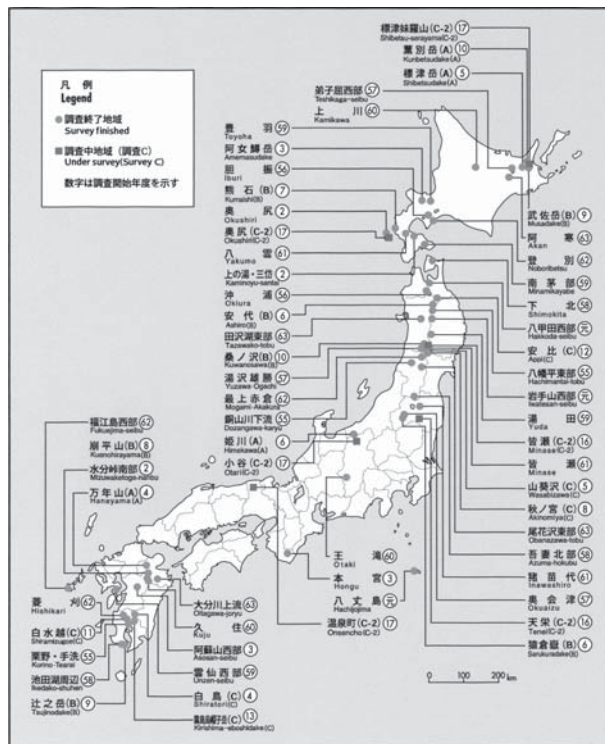 凡 例
Legend
調査終了地域
Survey finished
調査中地域（調査C）
Under survey(Survey C)
数字は調査開始年度を示す
標津妹羅山(C-2) ⑰
Shibetsu-serayama(C-2)
薫別岳(A) ⑩
Kunbetsudake(A)
標津岳(A) ⑤
Shibetsudake(A)
弟子屈西部 57
Teshikaga-seibu
上川 60
Kamikawa
豊羽 59
Toyoha
阿女鱒岳 ③
Amemasudake
胆振 56
Iburi
熊石(B) ⑦
Kumaishi(B)
奥尻 ②
Okushiri
奥尻(C-2) ⑰
Okushiri(C-2)
八雲 61
Yakumo
上の湯・三岱 ②
Kaminoyu-santai
沖浦 56
Okiura
安代(B) ⑥
Ashiro(B)
田沢湖東部 63
Tazawako-tobu
桑ノ沢(B) ⑩
Kuwanosawa(B)
湯沢雄勝 57
Yuzawa-Ogachi
最上赤倉 62
Mogami-Akakura
銅山川下流 55
Dozangawa-karyu
姫川(A) ⑥
Himekawa(A)
小谷(C-2) ⑰
Otari(C-2)
武佐岳(B) ⑨
Musadake(B)
阿寒 63
Akan
登別 62
Noboribetsu
南茅部 59
Minamikayabe
下北 58
Shimokita
八甲田西部 元
Hakkoda-seibu
安比(C) ⑫
Appi(C)
八幡平東部 55
Hachimantai-tobu
岩手山西部 元
Iwatesan-seibu
湯田 59
Yuda
皆瀬(C-2) ⑯
Minase(C-2)
皆瀬 61
Minase
山葵沢(C) ⑤
Wasabizawa(C)
秋ノ宮(C) ⑧
Akinomiya(C)
尾花沢東部 63
Obanazawa-tobu
吾妻北部 58
Azuma-hokubu
猪苗代 61
Inawashiro
奥会津 57
Okuaizu
天栄(C-2) ⑯
Tenei(C-2)
猿倉嶽(B) ⑥
Sarukuradake(B)
福江島西部 62
Fukuejima-seibu
崩平山(B) ⑧
Kuenohirayama(B)
水分峠南部 ②
Mizuwaketoge-nanbu
万年山(A) ④
Haneyama(A)
王滝 60
Otaki
本宮 ③
Hongu
八丈島 元
Hachijojima
温泉町(C-2) ⑰
Onsencho(C-2)
菱刈 62
Hishikari
白水越(C) ⑪
Shiramizugoe(C)
栗野・手洗 55
Kurino-Tearai
池田湖周辺 58
Ikedako-shuhen
辻之岳(B) ⑨
Tsujinodake(B)
大分川上流 63
Oitagawa-joryu
久住 60
Kuju
阿蘇山西部 ③
Asosan-seibu
雲仙西部 59
Unzen-seibu
白鳥(C) ④
Shiratori(C)
霧島烏帽子岳(C) ⑬
Kirishima-eboshidake(C)
0 200
km